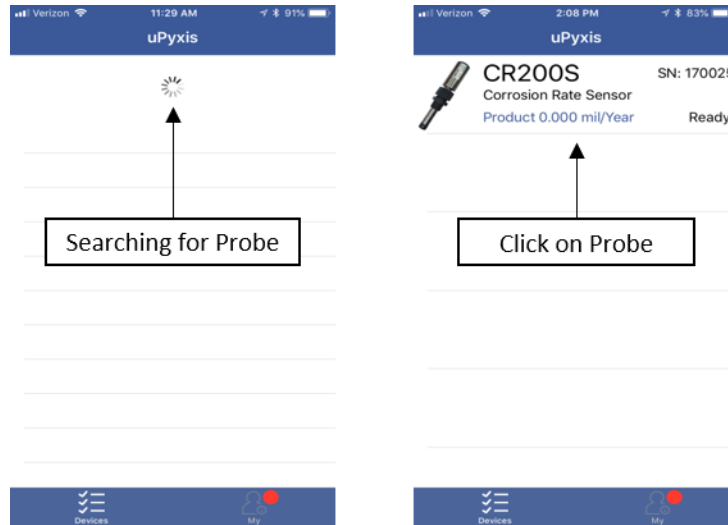 Verizon 11:29 AM 91%
uPyxis
Searching for Probe
Devices My
Verizon 2:08 PM 83%
uPyxis
CR200S SN: 170025
Corrosion Rate Sensor
Product 0.000 mil/Year Ready
Click on Probe
Devices My